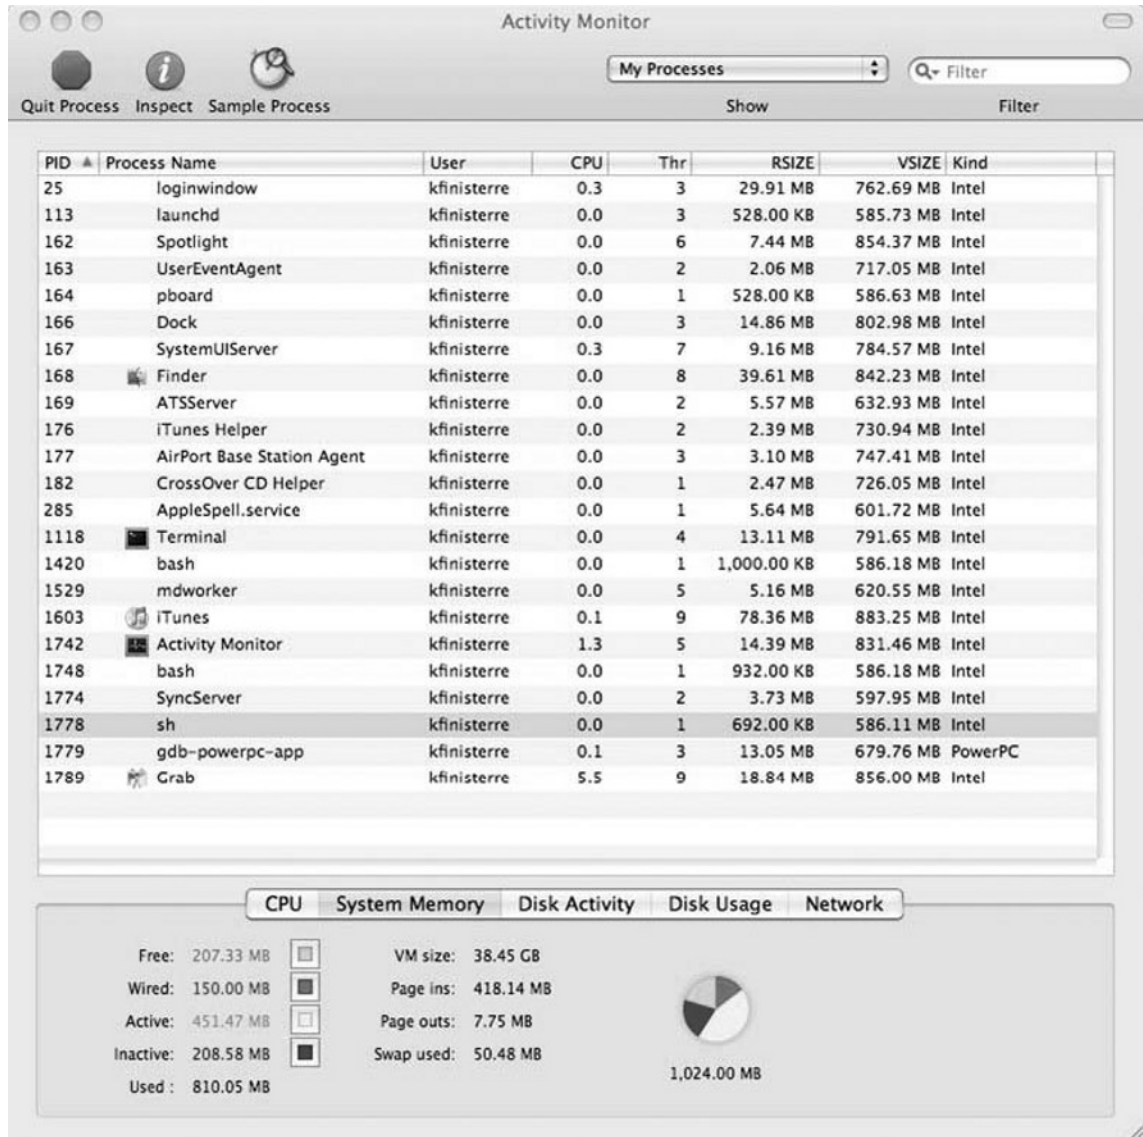 Activity Monitor
My Processes
Filter
Quit Process Inspect Sample Process Show Filter
PID Process Name User CPU Thr RSIZE VSIZE Kind
25 loginwindow kfinisterre 0.3 3 29.91 MB 762.69 MB Intel
113 launchd kfinisterre 0.0 3 528.00 KB 585.73 MB Intel
162 Spotlight kfinisterre 0.0 6 7.44 MB 854.37 MB Intel
163 UserEventAgent kfinisterre 0.0 2 2.06 MB 717.05 MB Intel
164 pboard kfinisterre 0.0 1 528.00 KB 586.63 MB Intel
166 Dock kfinisterre 0.0 3 14.86 MB 802.98 MB Intel
167 SystemUIServer kfinisterre 0.3 7 9.16 MB 784.57 MB Intel
168 Finder kfinisterre 0.0 8 39.61 MB 842.23 MB Intel
169 ATSServer kfinisterre 0.0 2 5.57 MB 632.93 MB Intel
176 iTunes Helper kfinisterre 0.0 2 2.39 MB 730.94 MB Intel
177 AirPort Base Station Agent kfinisterre 0.0 3 3.10 MB 747.41 MB Intel
182 CrossOver CD Helper kfinisterre 0.0 1 2.47 MB 726.05 MB Intel
285 AppleSpell.service kfinisterre 0.0 1 5.64 MB 601.72 MB Intel
1118 Terminal kfinisterre 0.0 4 13.11 MB 791.65 MB Intel
1420 bash kfinisterre 0.0 1 1,000.00 KB 586.18 MB Intel
1529 mdworker kfinisterre 0.0 5 5.16 MB 620.55 MB Intel
1603 iTunes kfinisterre 0.1 9 78.36 MB 883.25 MB Intel
1742 Activity Monitor kfinisterre 1.3 5 14.39 MB 831.46 MB Intel
1748 bash kfinisterre 0.0 1 932.00 KB 586.18 MB Intel
1774 SyncServer kfinisterre 0.0 2 3.73 MB 597.95 MB Intel
1778 sh kfinisterre 0.0 1 692.00 KB 586.11 MB Intel
1779 gdb-powerpc-app kfinisterre 0.1 3 13.05 MB 679.76 MB PowerPC
1789 Grab kfinisterre 5.5 9 18.84 MB 856.00 MB Intel
CPU System Memory Disk Activity Disk Usage Network
Free: 207.33 MB VM size: 38.45 GB
Wired: 150.00 MB Page ins: 418.14 MB
Active: 451.47 MB Page outs: 7.75 MB
Inactive: 208.58 MB Swap used: 50.48 MB
Used : 810.05 MB
1,024.00 MB